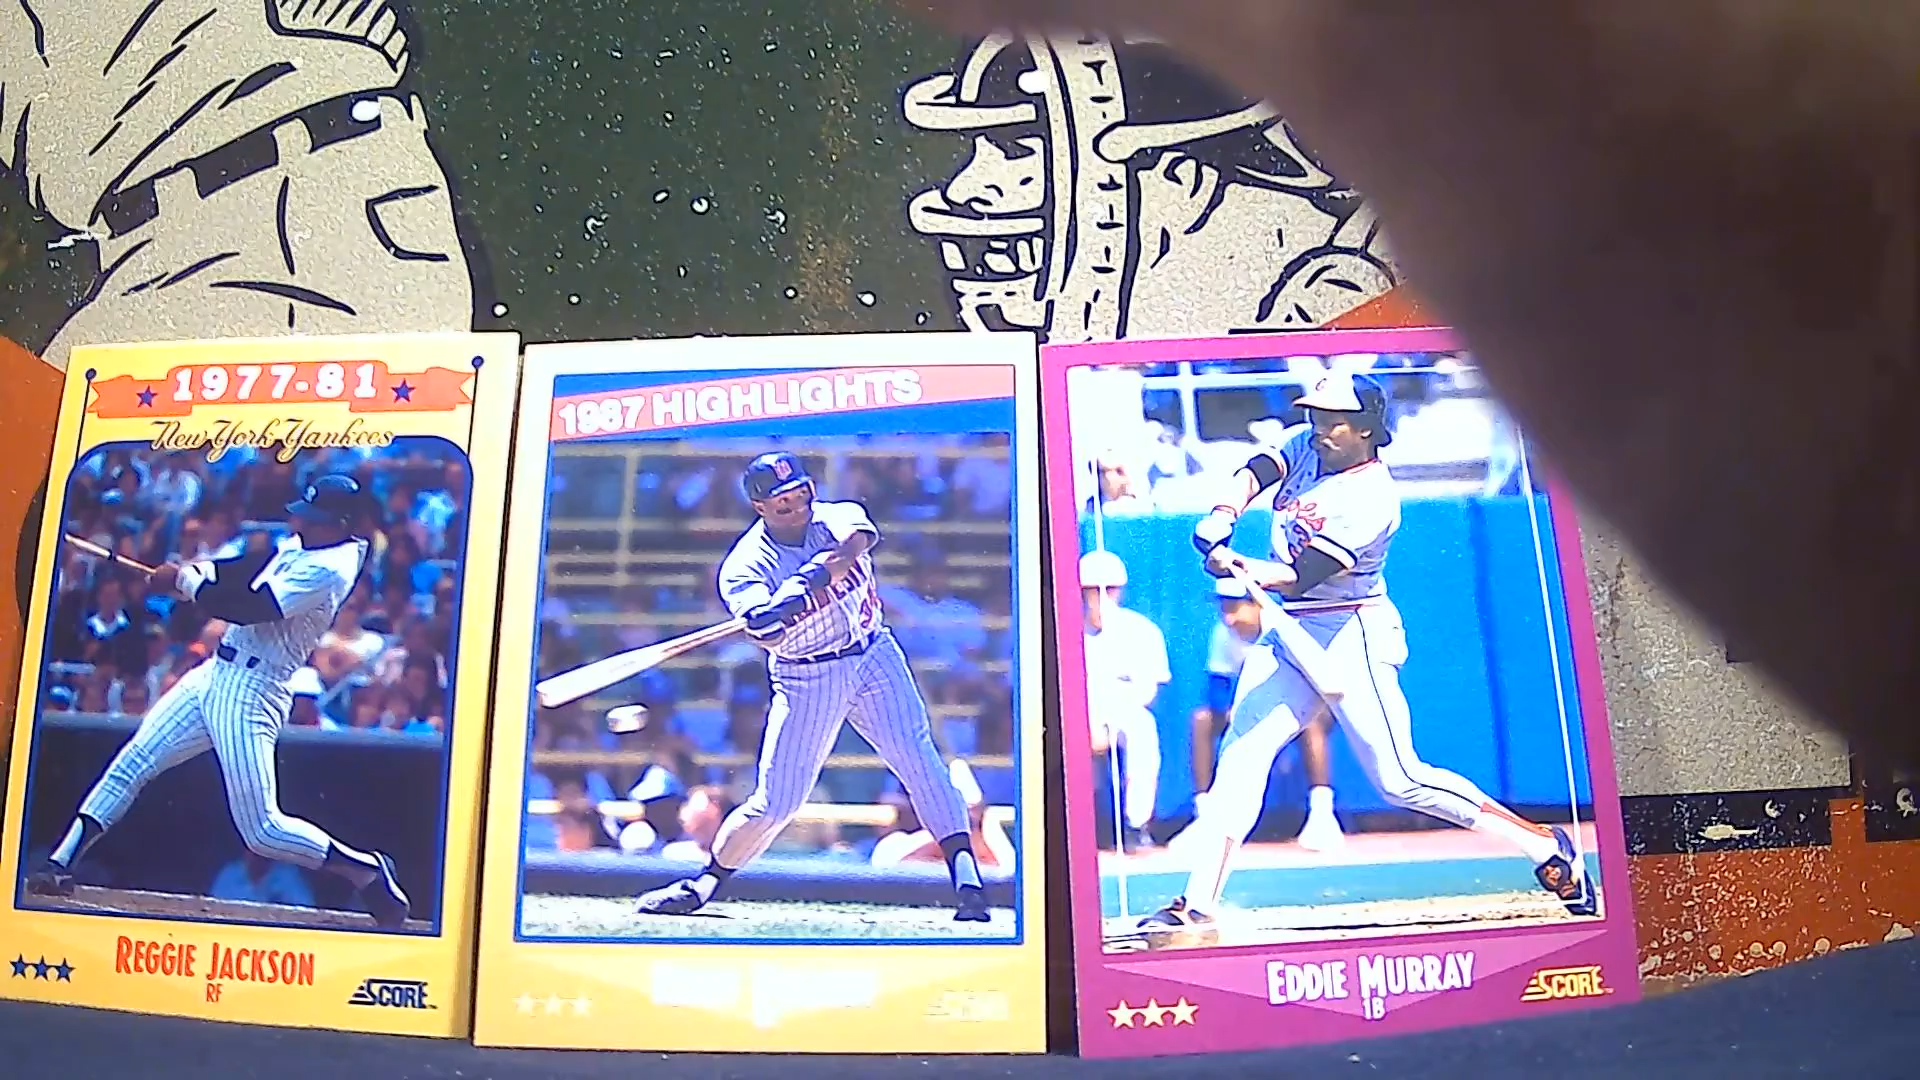 1977-81
New York Yankees
REGGIE JACKSON
RF
SCORE
1987 HIGHLIGHTS
EDDIE MURRAY
1B
SCORE